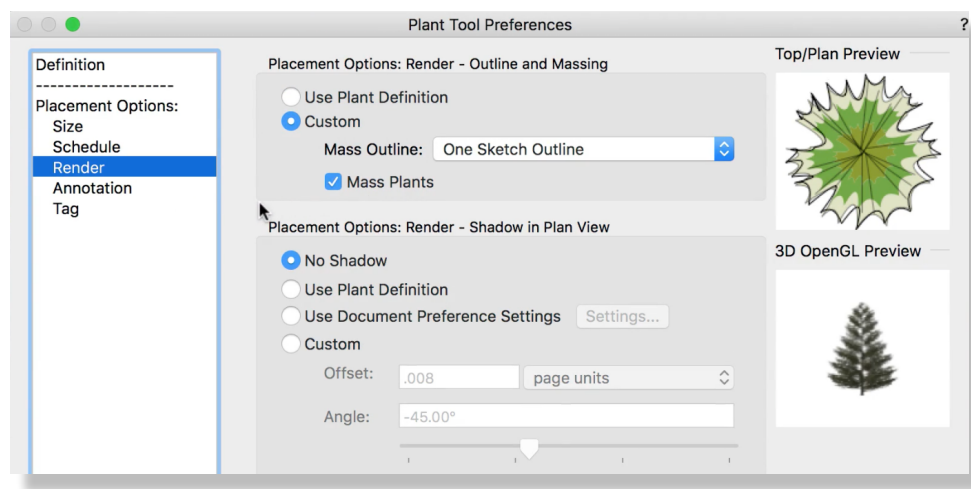 Plant Tool Preferences
?
Definition
--------------------
Placement Options:
Size
Schedule
Render
Annotation
Tag
Placement Options: Render - Outline and Massing
Use Plant Definition
Custom
Mass Outline: One Sketch Outline
Mass Plants
Placement Options: Render - Shadow in Plan View
No Shadow
Use Plant Definition
Use Document Preference Settings Settings...
Custom
Offset: .008 page units
Angle: -45.00°
Top/Plan Preview
3D OpenGL Preview